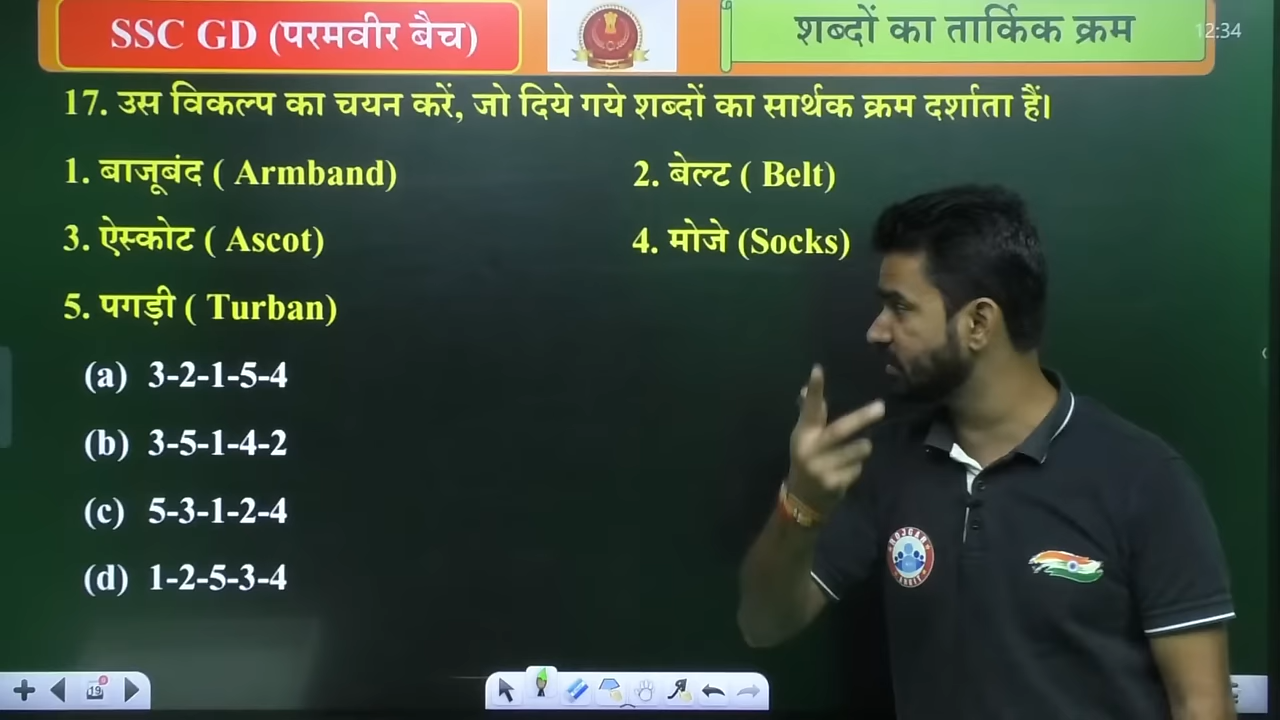 SSC GD (परमवीर बैच)
शब्दों का तार्किक क्रम
12:34
17. उस विकल्प का चयन करें, जो दिये गये शब्दों का सार्थक क्रम दर्शाता हैं।
1. बाजूबंद ( Armband)
2. बेल्ट ( Belt)
3. ऐस्कोट ( Ascot)
4. मोजे (Socks)
5. पगड़ी ( Turban)
(a) 3-2-1-5-4
(b) 3-5-1-4-2
(c) 5-3-1-2-4
(d) 1-2-5-3-4
19